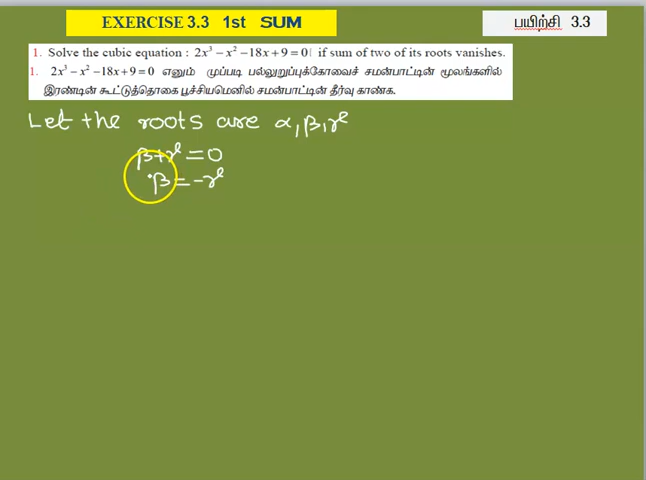 EXERCISE 3.3 1st SUM
பயிற்சி 3.3
1. Solve the cubic equation : 2x³ − x² −18x + 9 = 0 if sum of two of its roots vanishes.
1. 2x³ − x² −18x + 9 = 0 எனும் முப்படி பல்லுறுப்புக்கோவைச் சமன்பாட்டின் மூலங்களில்
இரண்டின் கூட்டுத்தொகை பூச்சியமெனில் சமன்பாட்டின் தீர்வு காண்க.
Let the roots are α, β, γ
β+γ = 0
β = −γ